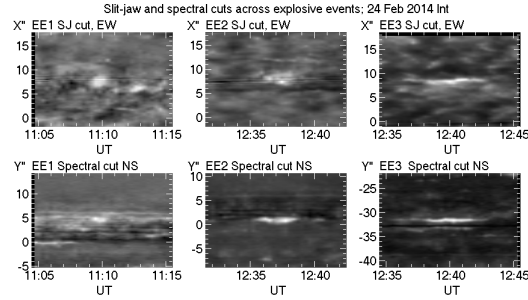 Slit-jaw and spectral cuts across explosive events; 24 Feb 2014 Int
X" EE1 SJ cut, EW X" EE2 SJ cut, EW X" EE3 SJ cut, EW
15 15 15
10 10 10
5 5 5
0 0 0
11:05 11:10 11:15 12:35 12:40 12:35 12:40 12:45
UT UT UT
Y" EE1 Spectral cut NS Y" EE2 Spectral cut NS Y" EE3 Spectral cut NS
10 10 -25
5 5 -30
0 0 -35
-5 -5 -40
11:05 11:10 11:15 12:35 12:40 12:35 12:40 12:45
UT UT UT